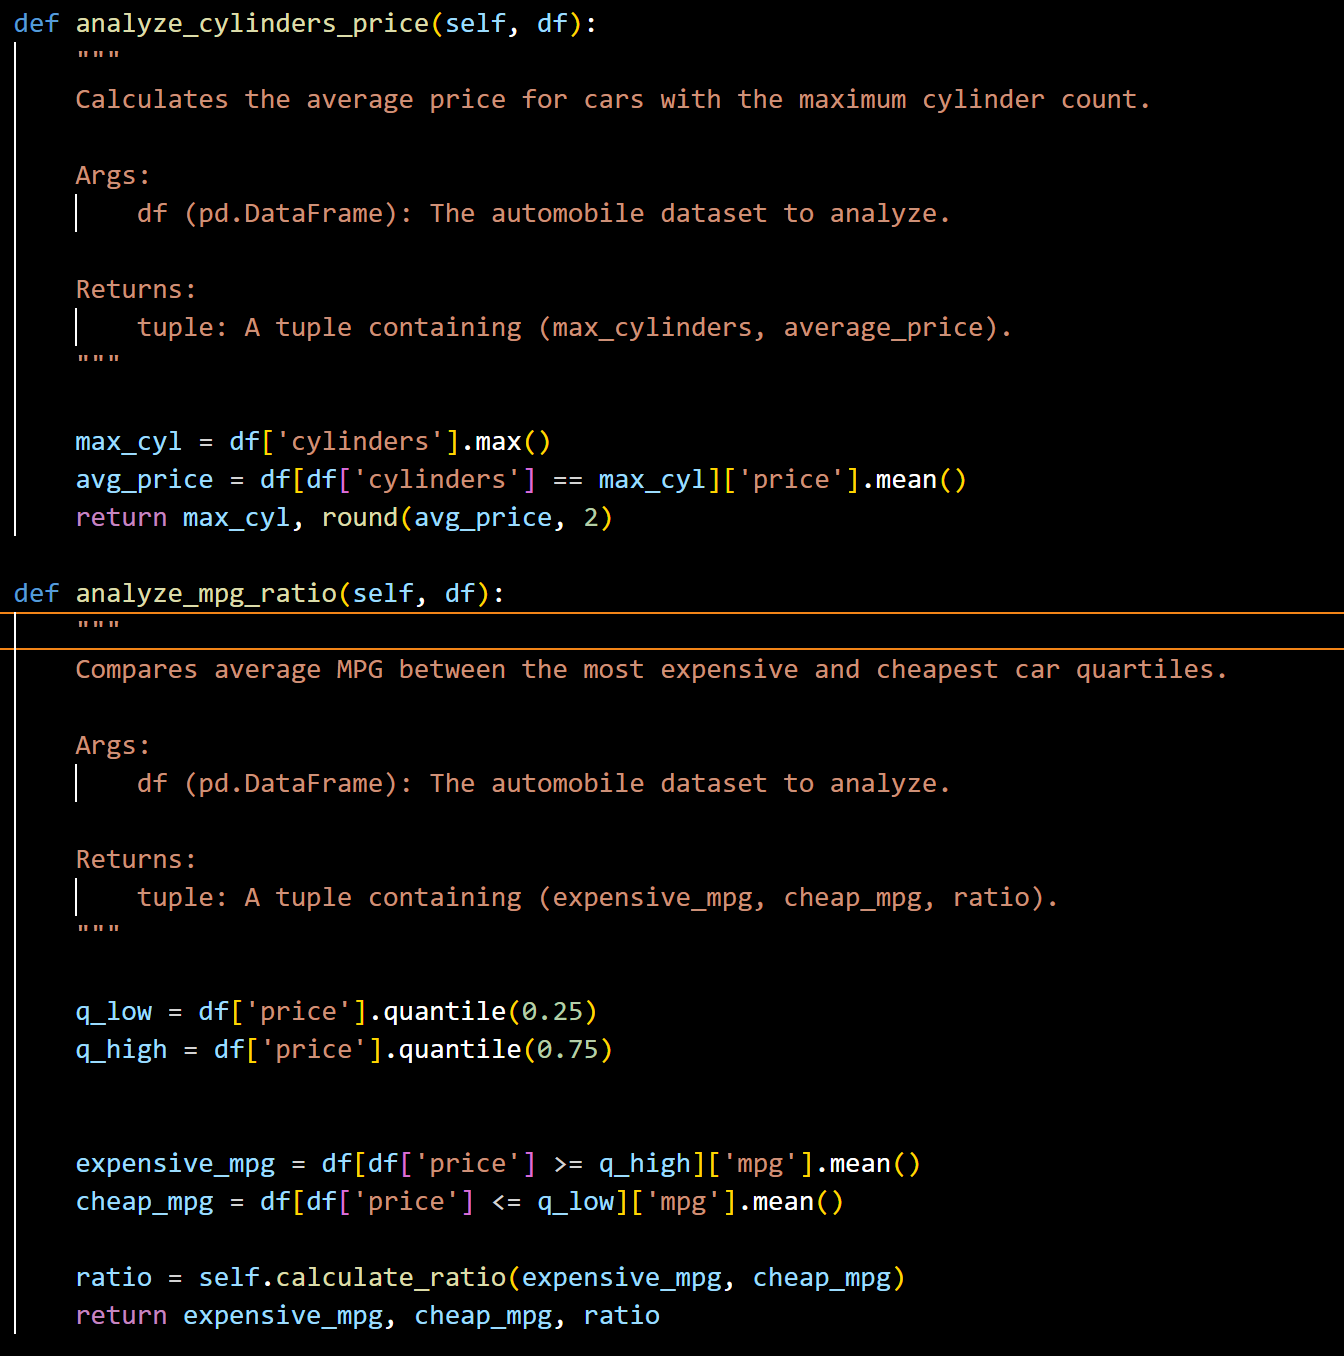 def analyze_cylinders_price(self, df):
"""
Calculates the average price for cars with the maximum cylinder count.
Args:
df (pd.DataFrame): The automobile dataset to analyze.
Returns:
tuple: A tuple containing (max_cylinders, average_price).
"""
max_cyl = df['cylinders'].max()
avg_price = df[df['cylinders'] == max_cyl]['price'].mean()
return max_cyl, round(avg_price, 2)
def analyze_mpg_ratio(self, df):
"""
Compares average MPG between the most expensive and cheapest car quartiles.
Args:
df (pd.DataFrame): The automobile dataset to analyze.
Returns:
tuple: A tuple containing (expensive_mpg, cheap_mpg, ratio).
"""
q_low = df['price'].quantile(0.25)
q_high = df['price'].quantile(0.75)
expensive_mpg = df[df['price'] >= q_high]['mpg'].mean()
cheap_mpg = df[df['price'] <= q_low]['mpg'].mean()
ratio = self.calculate_ratio(expensive_mpg, cheap_mpg)
return expensive_mpg, cheap_mpg, ratio